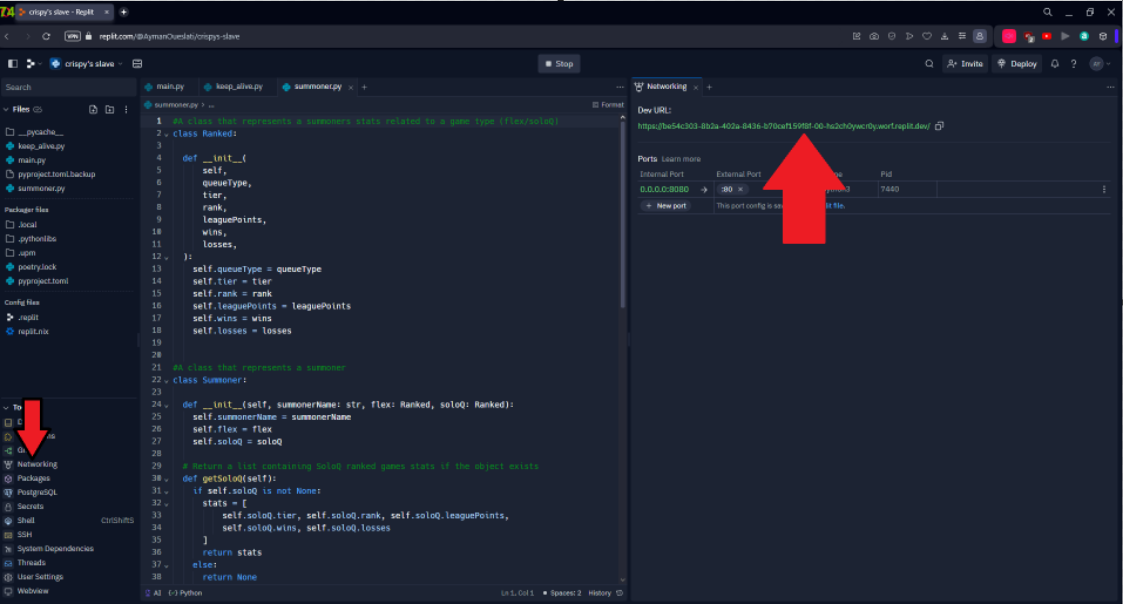 74
crispy's slave - Replit
VPN replit.com/@AymanOueslati/crispys-slave
crispy's slave
Stop
Invite
Deploy
AY
Search
Files
__pycache__
keep_alive.py
main.py
pyproject.toml.backup
summoner.py
Packager files
.local
.pythonlibs
.upm
poetry.lock
pyproject.toml
Config files
.replit
replit.nix
To
D
ns
G
Networking
Packages
PostgreSQL
Secrets
Shell CtrlShiftS
SSH
System Dependencies
Threads
User Settings
Webview
main.py keep_alive.py summoner.py
summoner.py > ...
Format
1 #A class that represents a summoners stats related to a game type (flex/soloQ)
2 class Ranked:
3
4 def __init__(
5 self,
6 queueType,
7 tier,
8 rank,
9 leaguePoints,
10 wins,
11 losses,
12 ):
13 self.queueType = queueType
14 self.tier = tier
15 self.rank = rank
16 self.leaguePoints = leaguePoints
17 self.wins = wins
18 self.losses = losses
19
20
21 #A class that represents a summoner
22 class Summoner:
23
24 def __init__(self, summonerName: str, flex: Ranked, soloQ: Ranked):
25 self.summonerName = summonerName
26 self.flex = flex
27 self.soloQ = soloQ
28
29 # Return a list containing SoloQ ranked games stats if the object exists
30 def getSoloQ(self):
31 if self.soloQ is not None:
32 stats = [
33 self.soloQ.tier, self.soloQ.rank, self.soloQ.leaguePoints,
34 self.soloQ.wins, self.soloQ.losses
35 ]
36 return stats
37 else:
38 return None
AI {-} Python
Ln 1, Col 1 Spaces: 2 History
Networking
Dev URL:
https://be54c303-8b2a-402a-8436-b70cef159f8f-00-hs2ch0ywcr0y.worf.replit.dev/
Ports Learn more
Internal Port External Port Pid
0.0.0.0:8080 → :80 × ython3 7440
+ New port This port config is sa lit file.